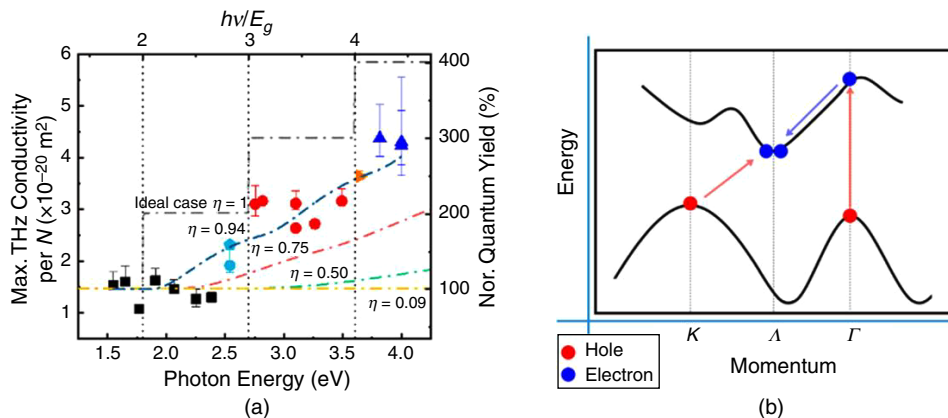 hν/E_g
2 3 4
6
5
4
3
2
1
Max. THz Conductivity
per N (×10⁻²⁰ m²)
400
300
200
100
Nor. Quantum Yield (%)
Ideal case η = 1
η = 0.94
η = 0.75
η = 0.50
η = 0.09
1.5 2.0 2.5 3.0 3.5 4.0
Photon Energy (eV)
(a)
Energy
K Λ Γ
Hole
Electron
Momentum
(b)